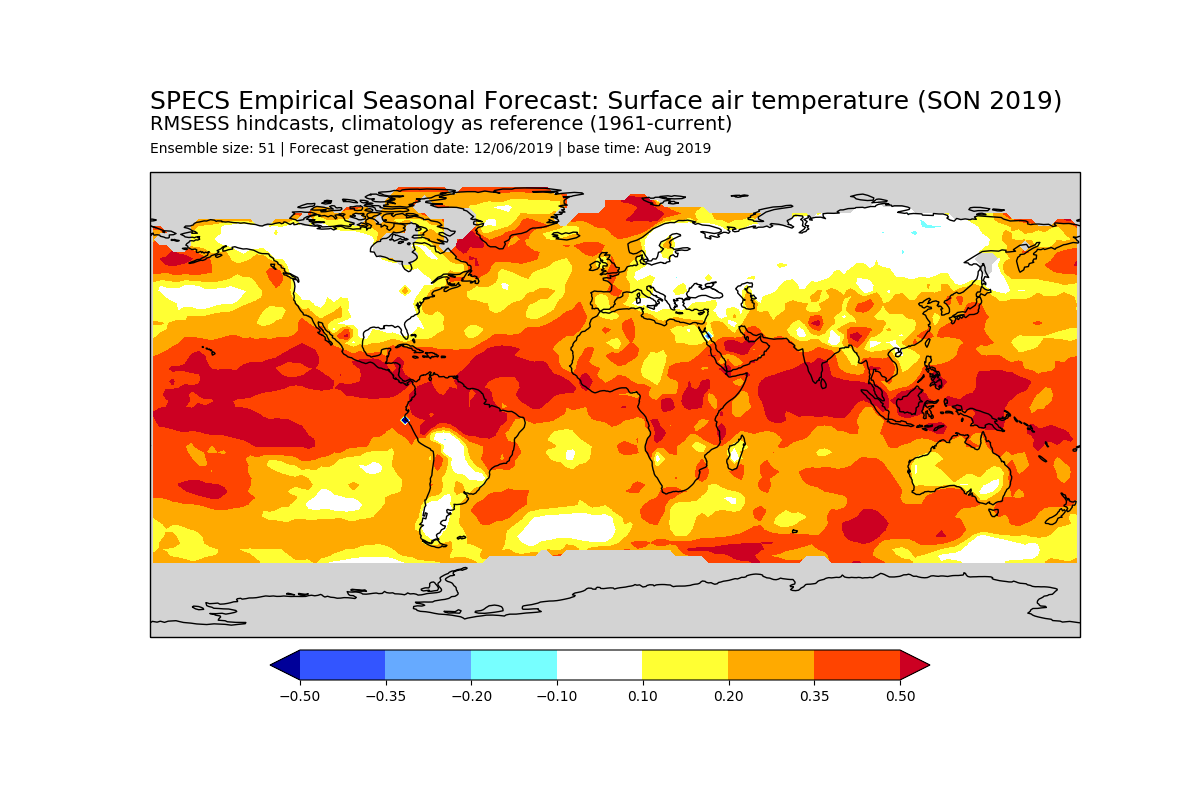 SPECS Empirical Seasonal Forecast: Surface air temperature (SON 2019)
RMSESS hindcasts, climatology as reference (1961-current)
Ensemble size: 51 | Forecast generation date: 12/06/2019 | base time: Aug 2019
−0.50 −0.35 −0.20 −0.10 0.10 0.20 0.35 0.50